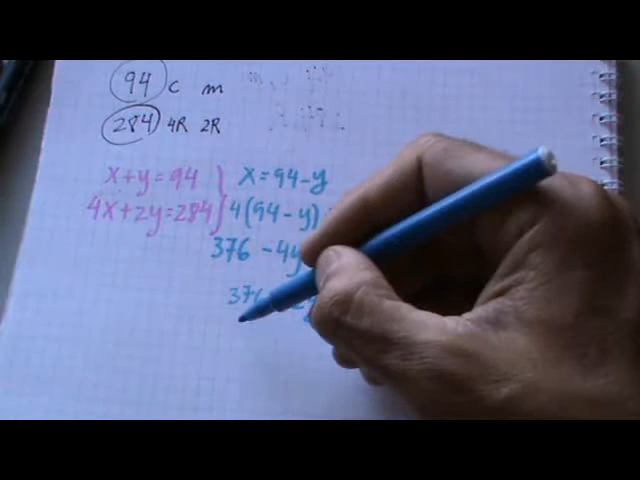 94 c m
284 4R 2R
x+y=94 } x=94-y
4x+2y=284 4(94-y)
376 -4y